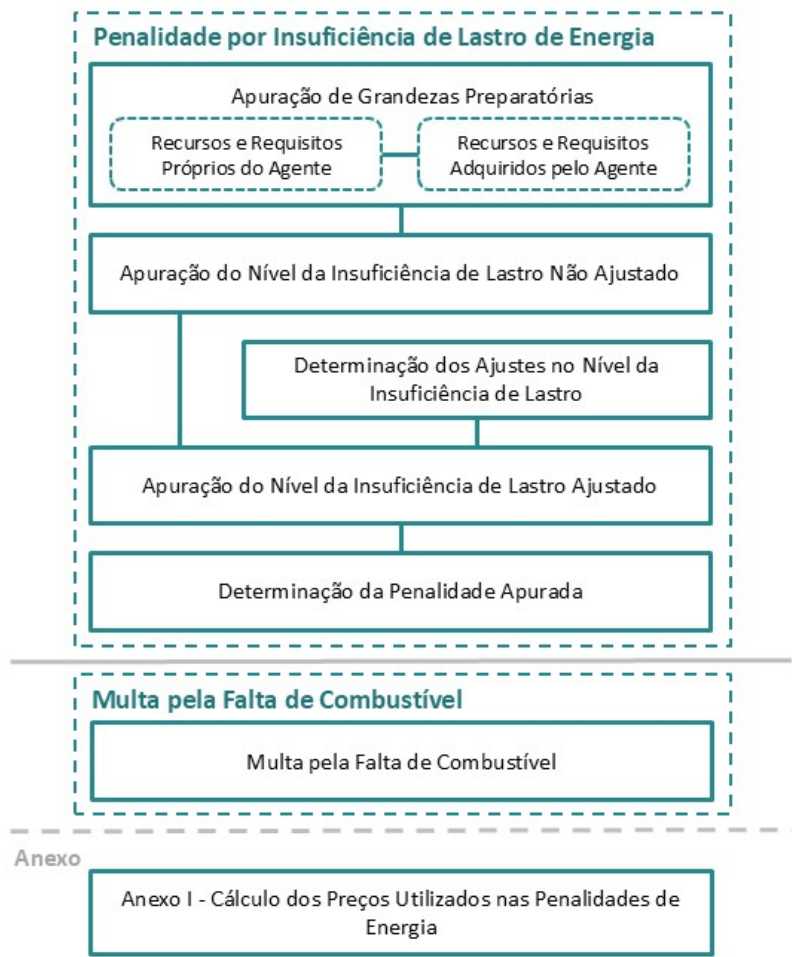 Penalidade por Insuficiência de Lastro de Energia
Apuração de Grandezas Preparatórias
Recursos e Requisitos
Próprios do Agente
Recursos e Requisitos
Adquiridos pelo Agente
Apuração do Nível da Insuficiência de Lastro Não Ajustado
Determinação dos Ajustes no Nível da
Insuficiência de Lastro
Apuração do Nível da Insuficiência de Lastro Ajustado
Determinação da Penalidade Apurada
Multa pela Falta de Combustível
Multa pela Falta de Combustível
Anexo
Anexo I - Cálculo dos Preços Utilizados nas Penalidades de
Energia